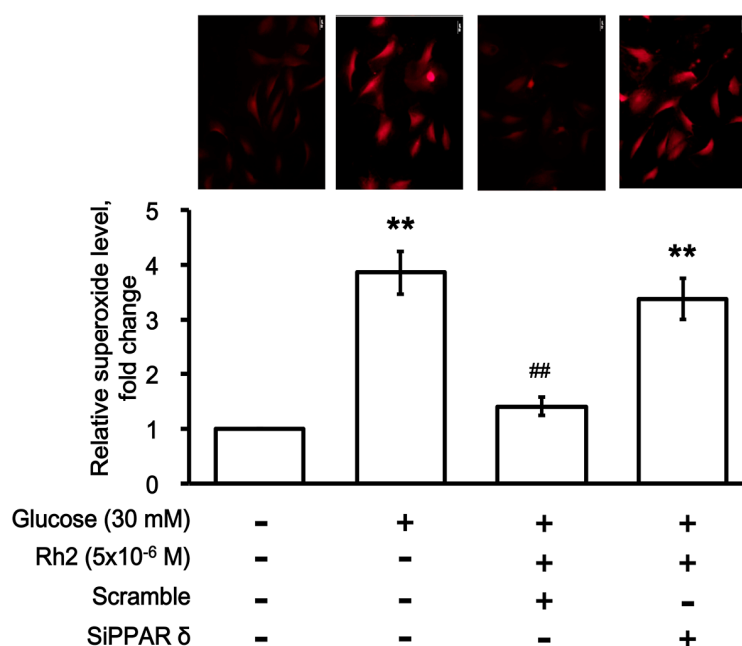 Relative superoxide level,
fold change
5
4
3
2
1
0
**
##
**
Glucose (30 mM) - + + +
Rh2 (5x10⁻⁶ M) - - + +
Scramble - - + -
SiPPAR δ - - - +